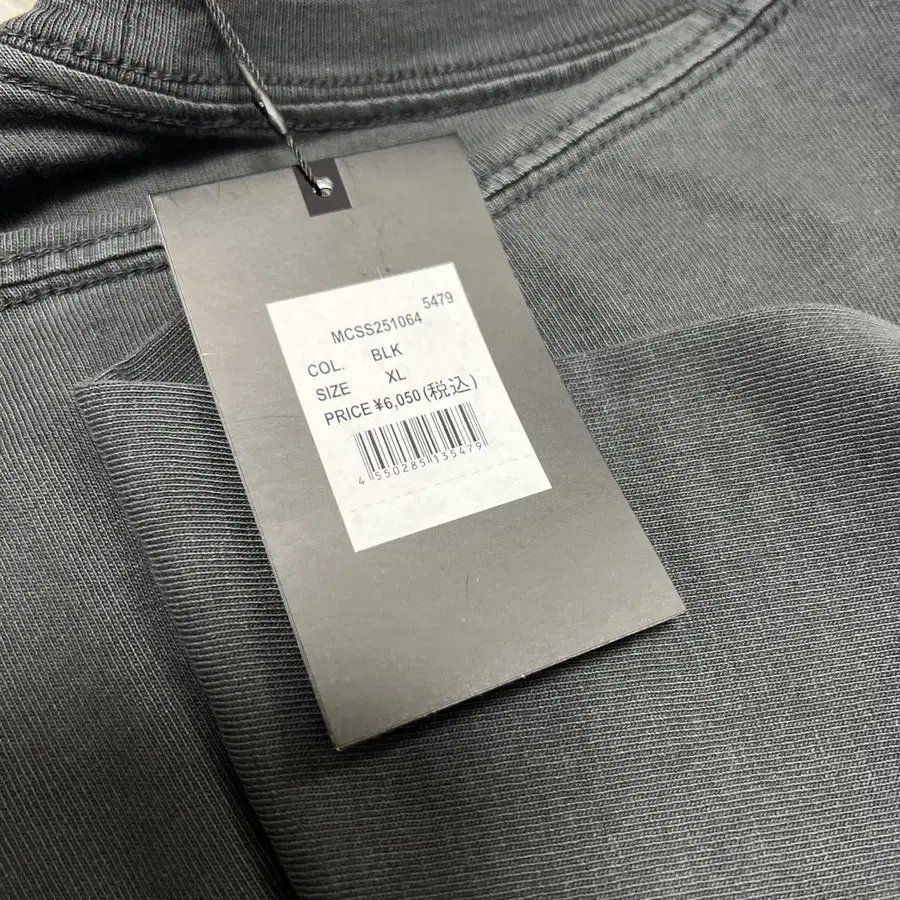 5479
MCSS251064
COL. BLK
SIZE XL
PRICE ¥6,050(税込)
4 550285 135479